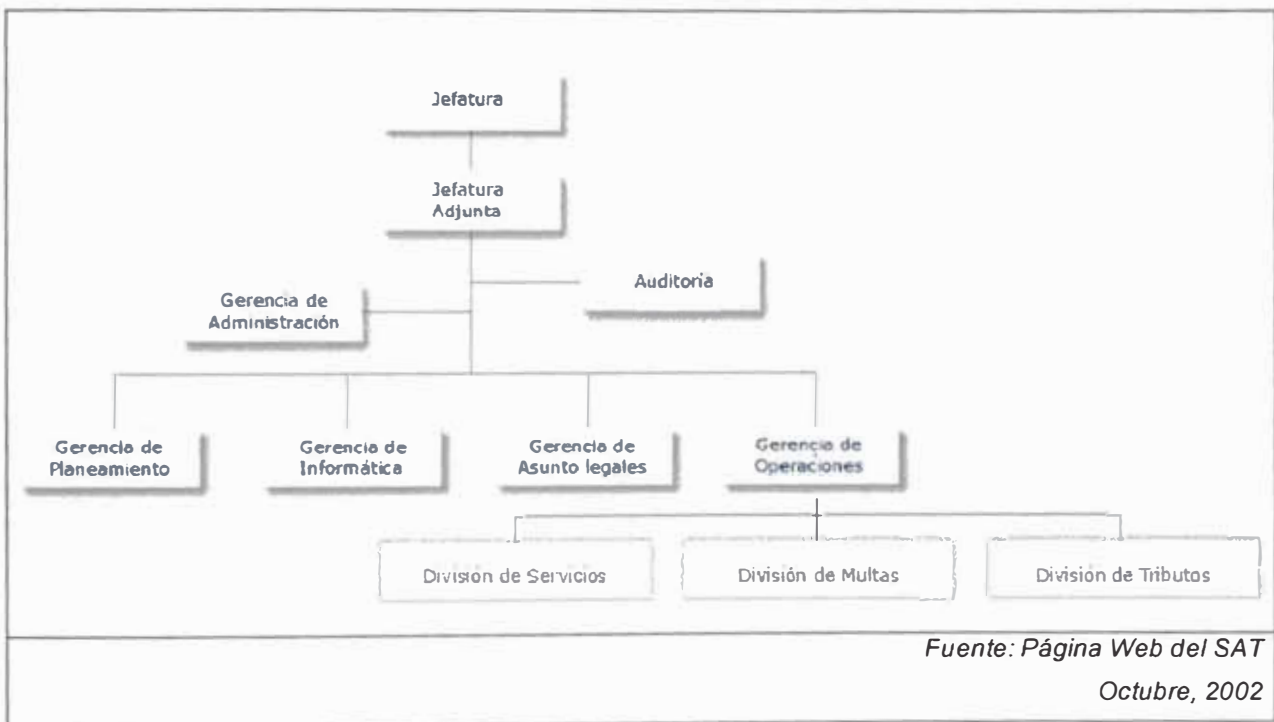 Jefatura
Jefatura
Adjunta
Auditoría
Gerencia de
Administración
Gerencia de
Planeamiento
Gerencia de
Informática
Gerencia de
Asunto legales
Gerencia de
Operaciones
División de Servicios
División de Multas
División de Tributos
Fuente: Página Web del SAT
Octubre, 2002